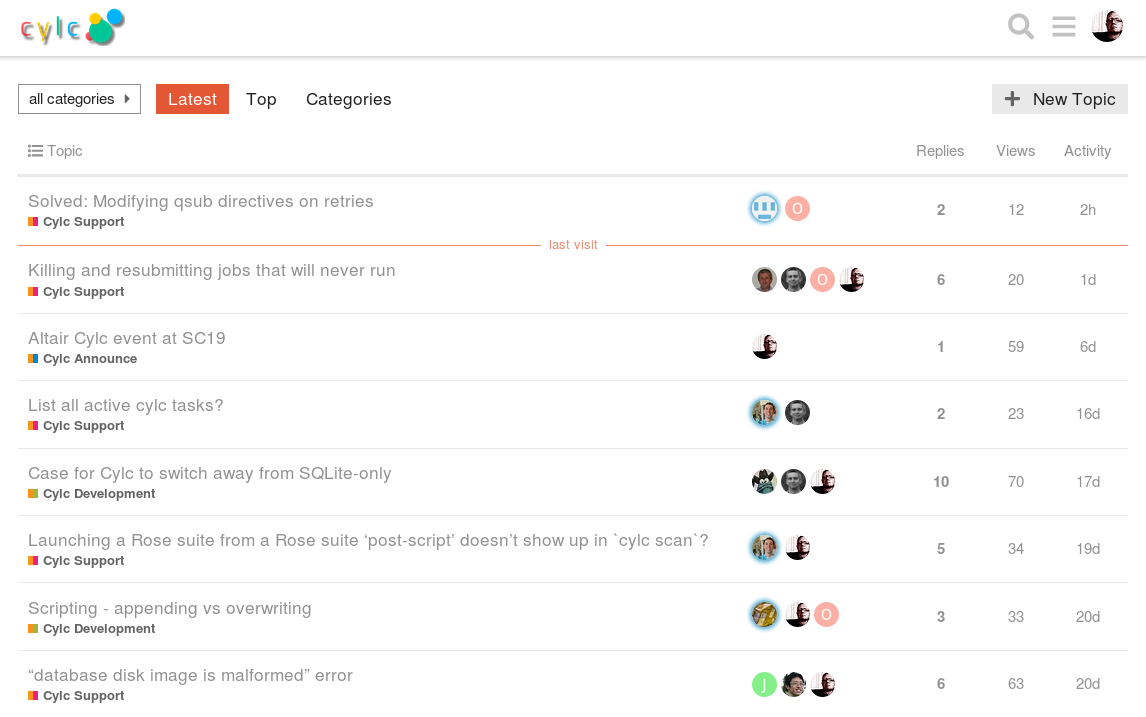 cylc
all categories
Latest
Top
Categories
New Topic
Topic
Replies
Views
Activity
Solved: Modifying qsub directives on retries
Cylc Support
O
2
12
2h
last visit
Killing and resubmitting jobs that will never run
Cylc Support
O
6
20
1d
Altair Cylc event at SC19
Cylc Announce
1
59
6d
List all active cylc tasks?
Cylc Support
2
23
16d
Case for Cylc to switch away from SQLite-only
Cylc Development
10
70
17d
Launching a Rose suite from a Rose suite ‘post-script’ doesn’t show up in `cylc scan`?
Cylc Support
5
34
19d
Scripting - appending vs overwriting
Cylc Development
O
3
33
20d
“database disk image is malformed” error
Cylc Support
J
6
63
20d